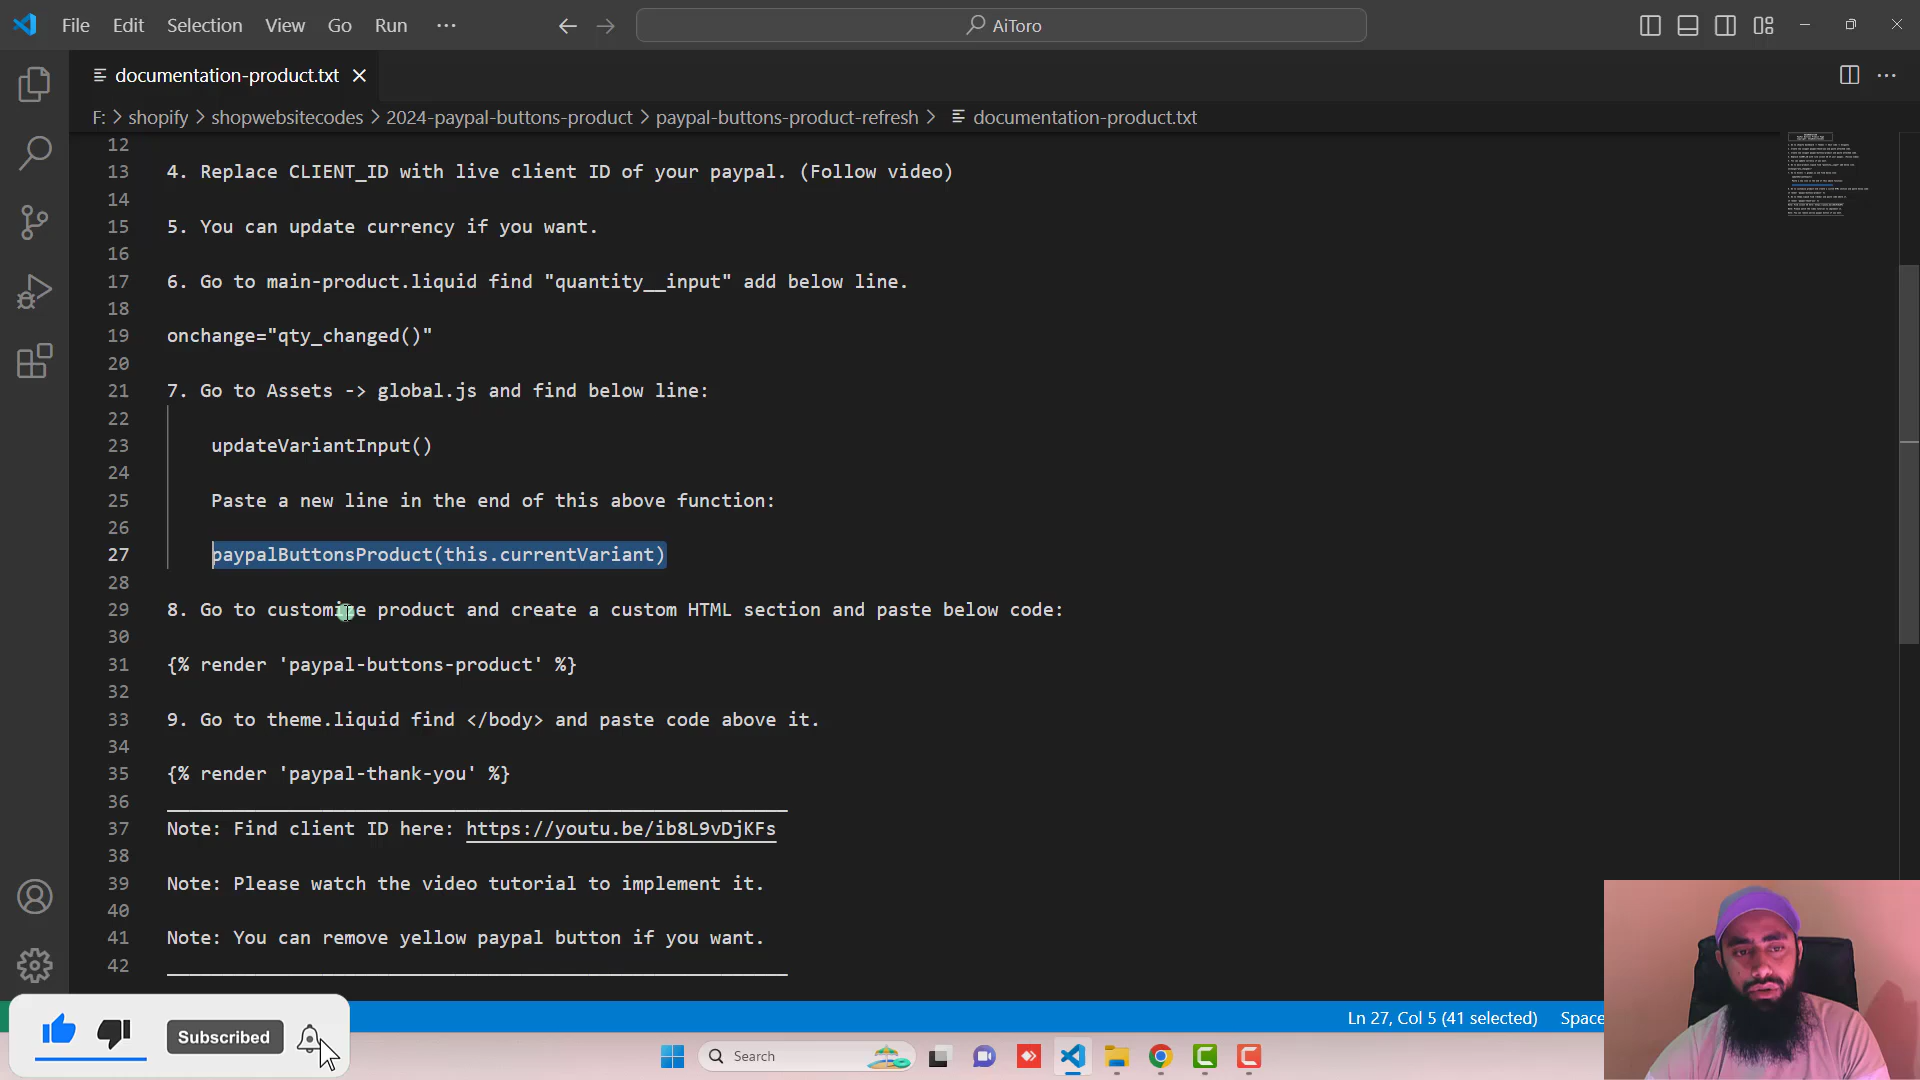 File Edit Selection View Go Run ···
AiToro
documentation-product.txt
F: > shopify > shopwebsitecodes > 2024-paypal-buttons-product > paypal-buttons-product-refresh > documentation-product.txt
12
13 4. Replace CLIENT_ID with live client ID of your paypal. (Follow video)
14
15 5. You can update currency if you want.
16
17 6. Go to main-product.liquid find "quantity__input" add below line.
18
19 onchange="qty_changed()"
20
21 7. Go to Assets -> global.js and find below line:
22
23 updateVariantInput()
24
25 Paste a new line in the end of this above function:
26
27 paypalButtonsProduct(this.currentVariant)
28
29 8. Go to customise product and create a custom HTML section and paste below code:
30
31 {% render 'paypal-buttons-product' %}
32
33 9. Go to theme.liquid find </body> and paste code above it.
34
35 {% render 'paypal-thank-you' %}
36
37 Note: Find client ID here: https://youtu.be/ib8L9vDjKFs
38
39 Note: Please watch the video tutorial to implement it.
40
41 Note: You can remove yellow paypal button if you want.
42
Ln 27, Col 5 (41 selected) Space
Subscribed
Search